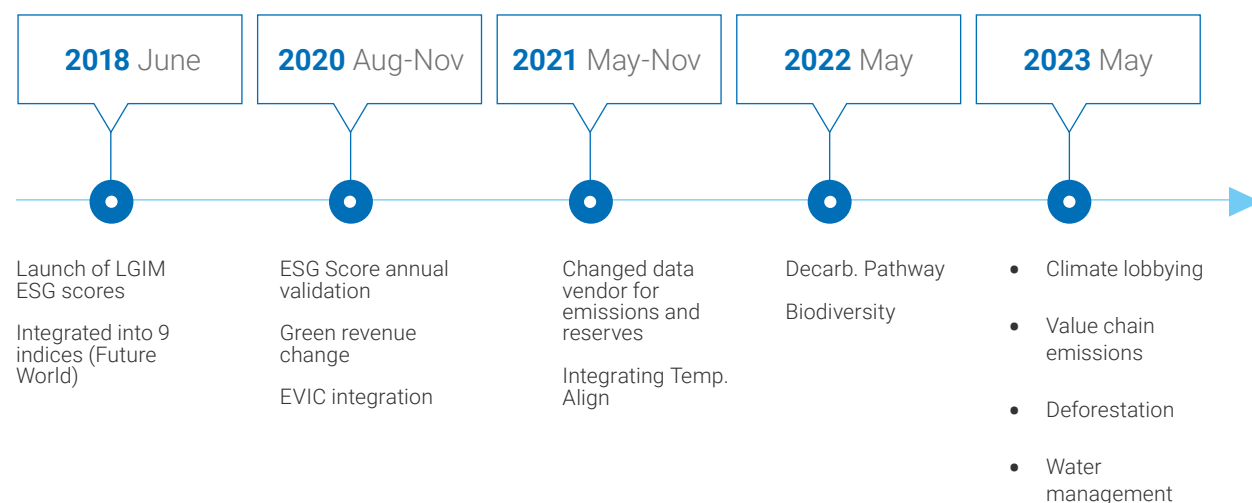 2018 June
2020 Aug-Nov
2021 May-Nov
2022 May
2023 May
Launch of LGIM
ESG scores
Integrated into 9
indices (Future
World)
ESG Score annual
validation
Green revenue
change
EVIC integration
Changed data
vendor for
emissions and
reserves
Integrating Temp.
Align
Decarb. Pathway
Biodiversity
• Climate lobbying
• Value chain
emissions
• Deforestation
• Water
management